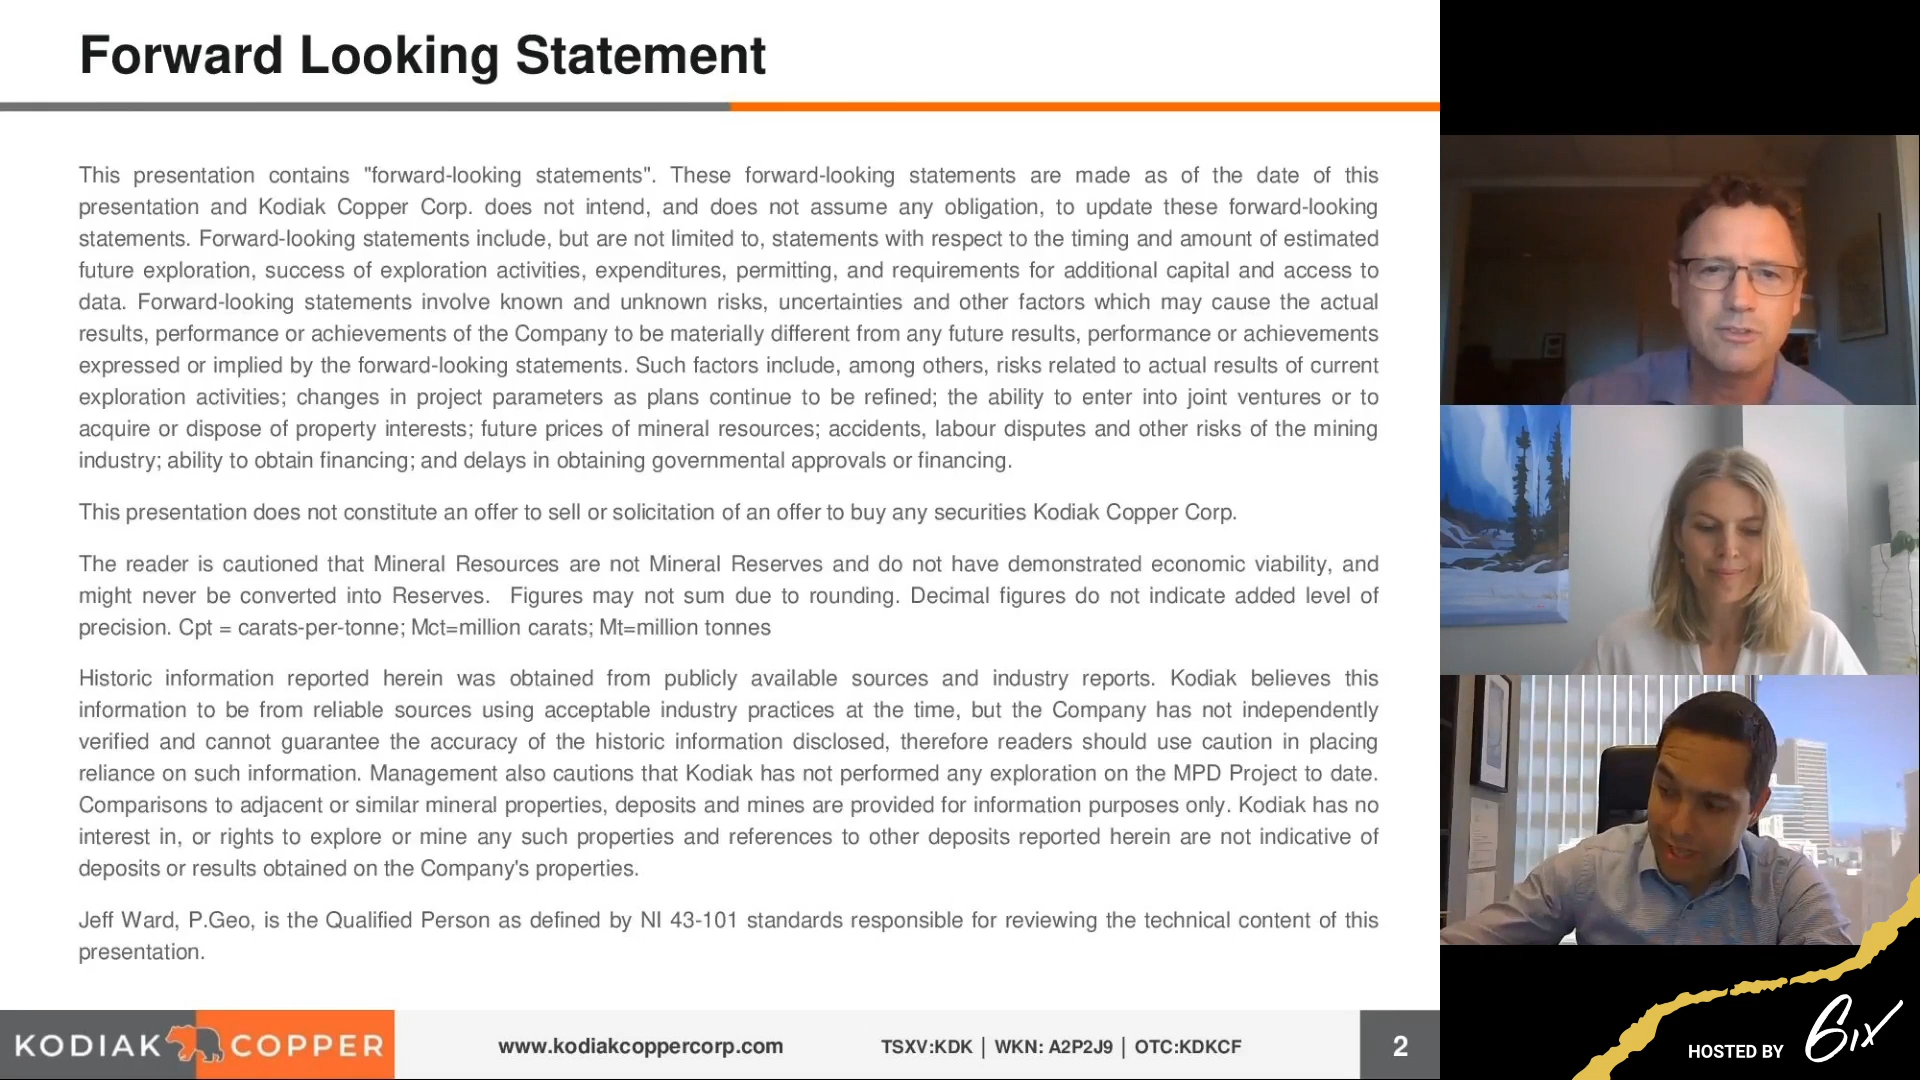 Forward Looking Statement
This presentation contains "forward-looking statements". These forward-looking statements are made as of the date of this
presentation and Kodiak Copper Corp. does not intend, and does not assume any obligation, to update these forward-looking
statements. Forward-looking statements include, but are not limited to, statements with respect to the timing and amount of estimated
future exploration, success of exploration activities, expenditures, permitting, and requirements for additional capital and access to
data. Forward-looking statements involve known and unknown risks, uncertainties and other factors which may cause the actual
results, performance or achievements of the Company to be materially different from any future results, performance or achievements
expressed or implied by the forward-looking statements. Such factors include, among others, risks related to actual results of current
exploration activities; changes in project parameters as plans continue to be refined; the ability to enter into joint ventures or to
acquire or dispose of property interests; future prices of mineral resources; accidents, labour disputes and other risks of the mining
industry; ability to obtain financing; and delays in obtaining governmental approvals or financing.
This presentation does not constitute an offer to sell or solicitation of an offer to buy any securities Kodiak Copper Corp.
The reader is cautioned that Mineral Resources are not Mineral Reserves and do not have demonstrated economic viability, and
might never be converted into Reserves. Figures may not sum due to rounding. Decimal figures do not indicate added level of
precision. Cpt = carats-per-tonne; Mct=million carats; Mt=million tonnes
Historic information reported herein was obtained from publicly available sources and industry reports. Kodiak believes this
information to be from reliable sources using acceptable industry practices at the time, but the Company has not independently
verified and cannot guarantee the accuracy of the historic information disclosed, therefore readers should use caution in placing
reliance on such information. Management also cautions that Kodiak has not performed any exploration on the MPD Project to date.
Comparisons to adjacent or similar mineral properties, deposits and mines are provided for information purposes only. Kodiak has no
interest in, or rights to explore or mine any such properties and references to other deposits reported herein are not indicative of
deposits or results obtained on the Company's properties.
Jeff Ward, P.Geo, is the Qualified Person as defined by NI 43-101 standards responsible for reviewing the technical content of this
presentation.
KODIAK COPPER
www.kodiakcoppercorp.com
TSXV:KDK | WKN: A2P2J9 | OTC:KDKCF
2
HOSTED BY 6ix